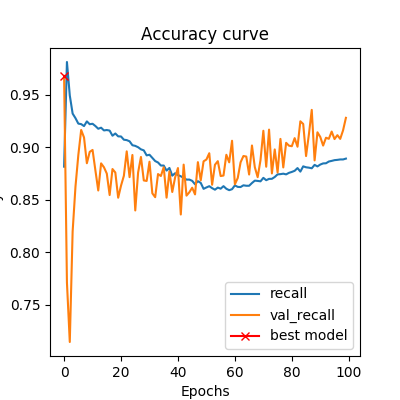 Accuracy curve
0.95
0.90
0.85
0.80
0.75
recall
val_recall
best model
0 20 40 60 80 100
Epochs